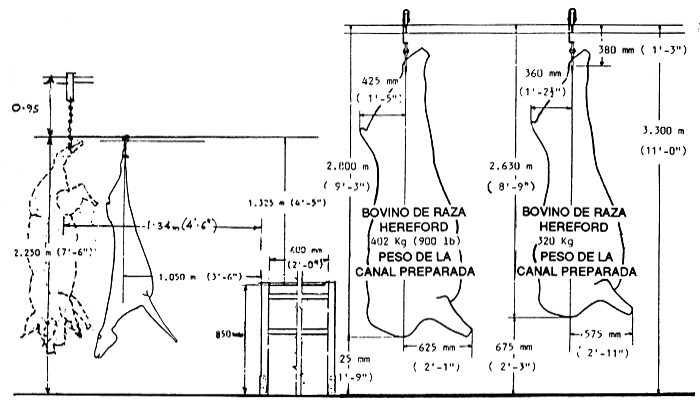 0.95
2.250 m (7'-6")
1.34m(4'-6")
1.050 m (3'-6")
1.325 m (4'-5")
600 mm
(2'-0")
850
425 mm
( 1'-5")
2.800 m
( 9'-3")
BOVINO DE RAZA
HEREFORD
402 Kg (900 lb)
PESO DE LA
CANAL PREPARADA
25 mm
1'-9")
625 mm
( 2'-1")
360 mm
(1'-2½")
380 mm ( 1'-3")
2.630 m
( 8'-9")
3.300 m
(11'-0")
BOVINO DE RAZA
HEREFORD
320 Kg
PESO DE LA
CANAL PREPARADA
675 mm
( 2'-3")
.575 mm
( 2'-11")